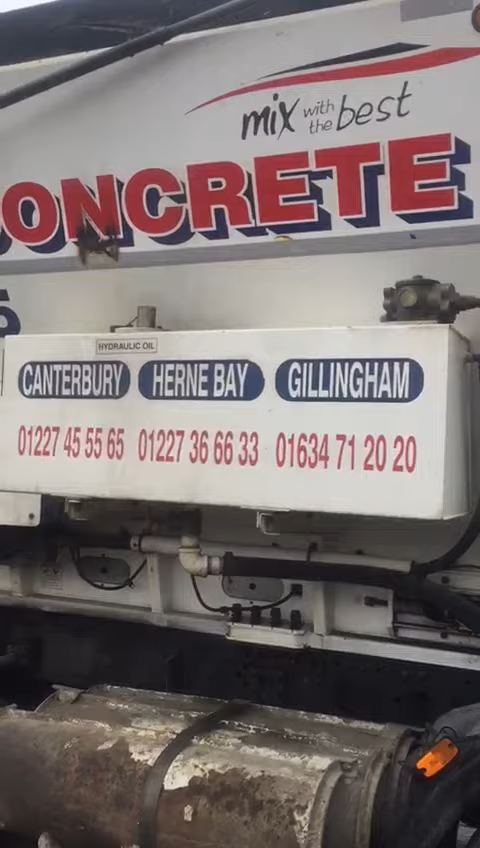 mix with the best
ONCRETE
HYDRAULIC OIL
CANTERBURY HERNE BAY GILLINGHAM
01227 45 55 65 01227 36 66 33 01634 71 20 20